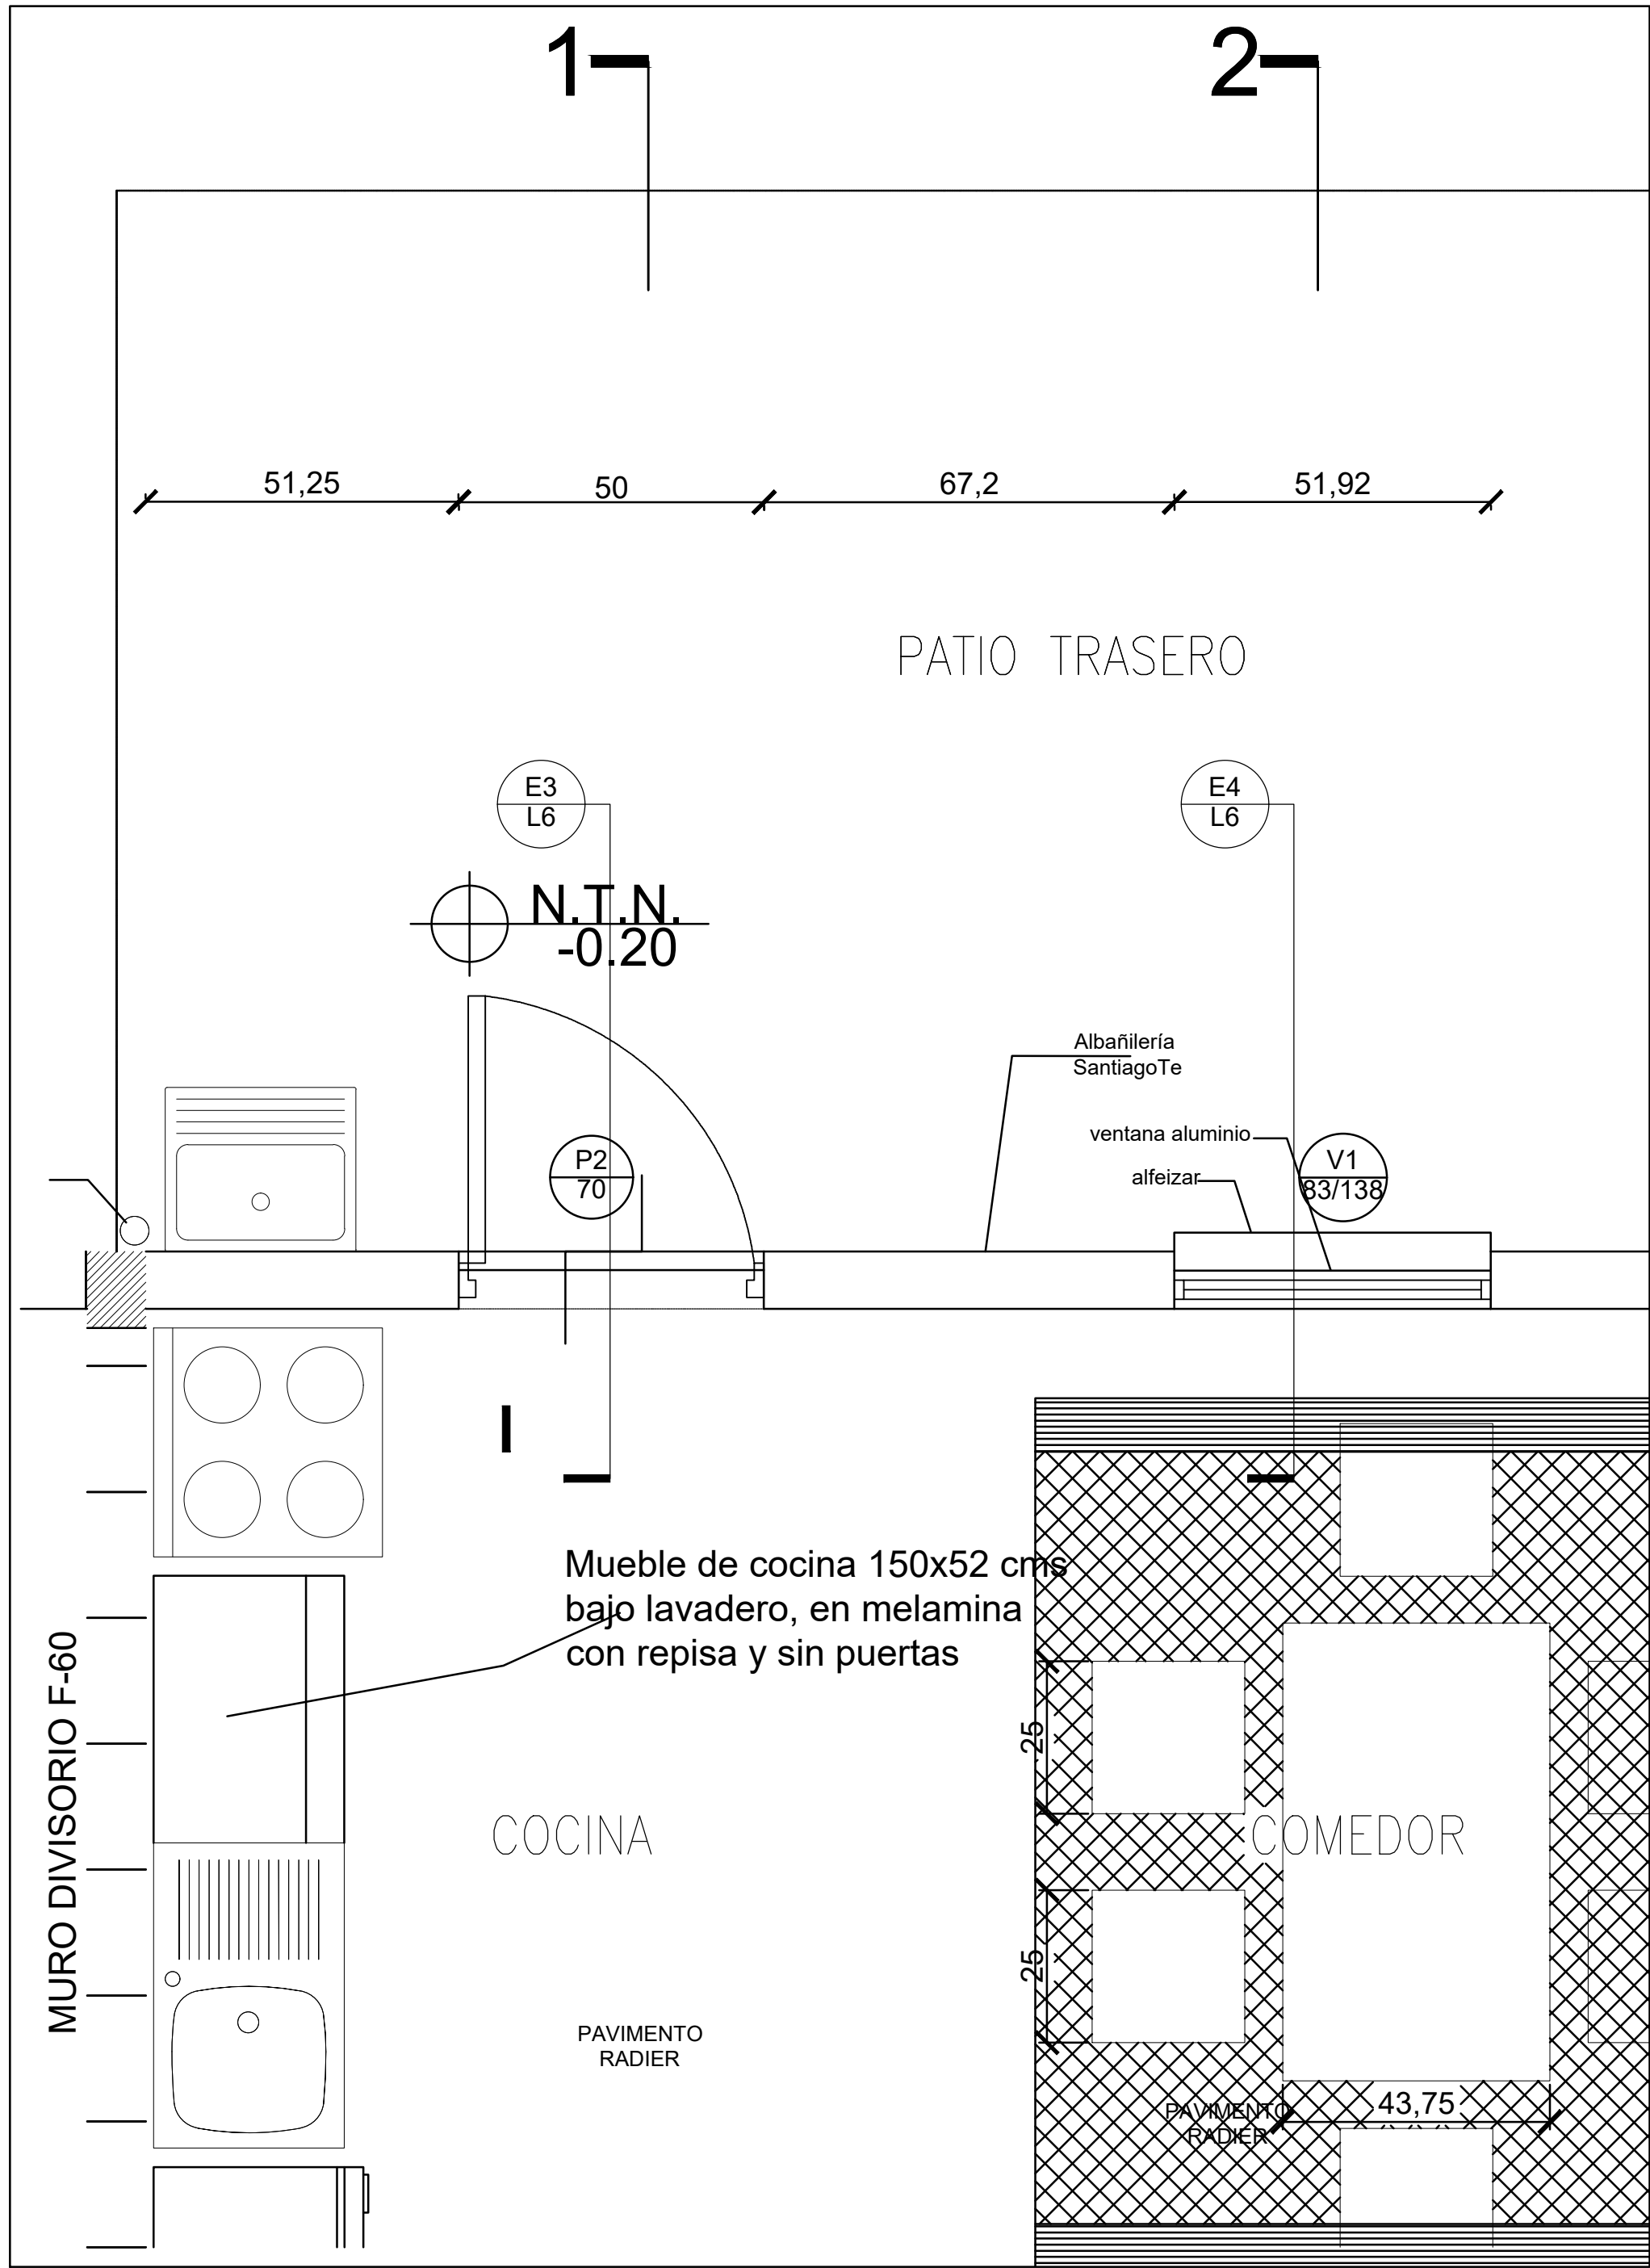 1
2
51,25
50
67,2
51,92
PATIO TRASERO
E3
L6
E4
L6
N.T.N.
-0.20
Albañilería
SantiagoTe
ventana aluminio
alfeizar
P2
70
V1
83/138
Mueble de cocina 150x52 cms
bajo lavadero, en melamina
con repisa y sin puertas
MURO DIVISORIO F-60
25
COCINA
COMEDOR
25
PAVIMENTO
RADIER
43,75
PAVIMENTO
RADIER